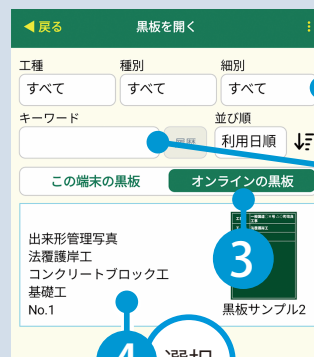 ◀戻る 黒板を開く
工種 種別 細別
すべて すべて すべて
キーワード 並び順
履歴 利用日順
この端末の黒板 オンラインの黒板
出来形管理写真
法覆護岸工
コンクリートブロック工
基礎工
No.1
3
黒板サンプル2
4 選択